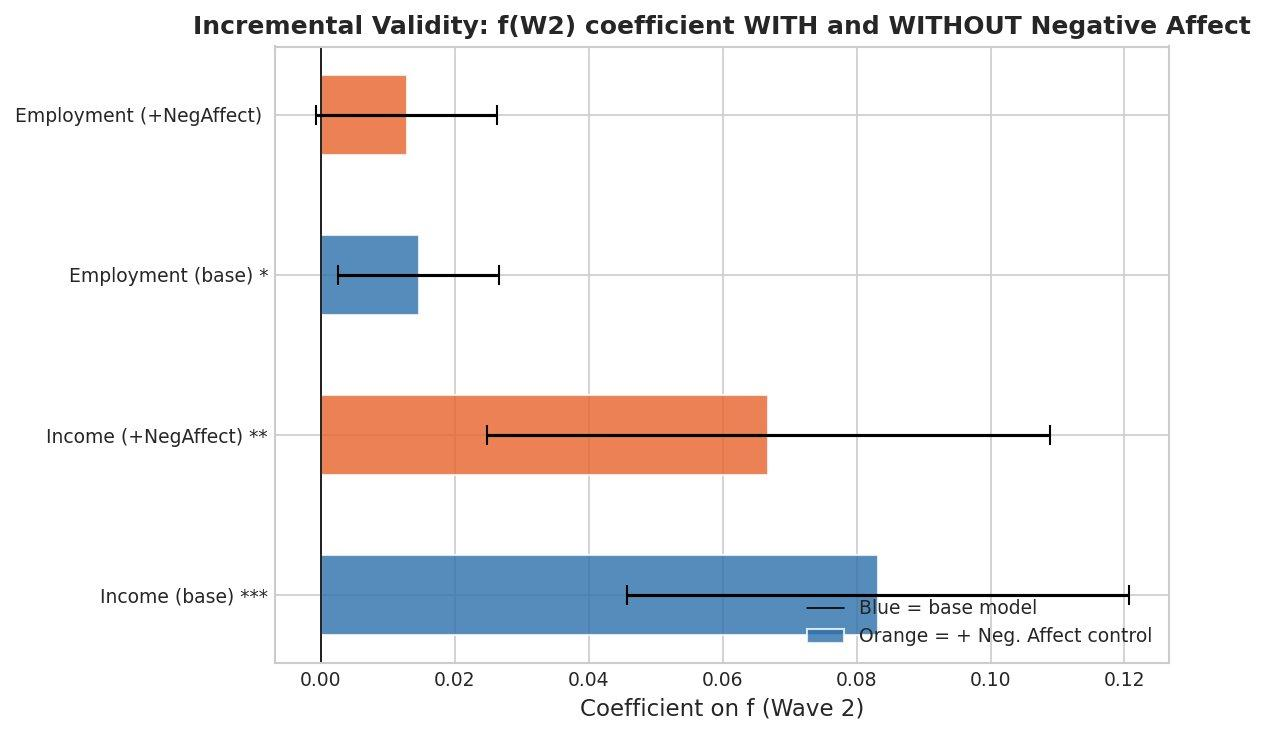 Incremental Validity: f(W2) coefficient WITH and WITHOUT Negative Affect
Employment (+NegAffect)
Employment (base) *
Income (+NegAffect) **
Income (base) ***
Blue = base model
Orange = + Neg. Affect control
0.00 0.02 0.04 0.06 0.08 0.10 0.12
Coefficient on f (Wave 2)